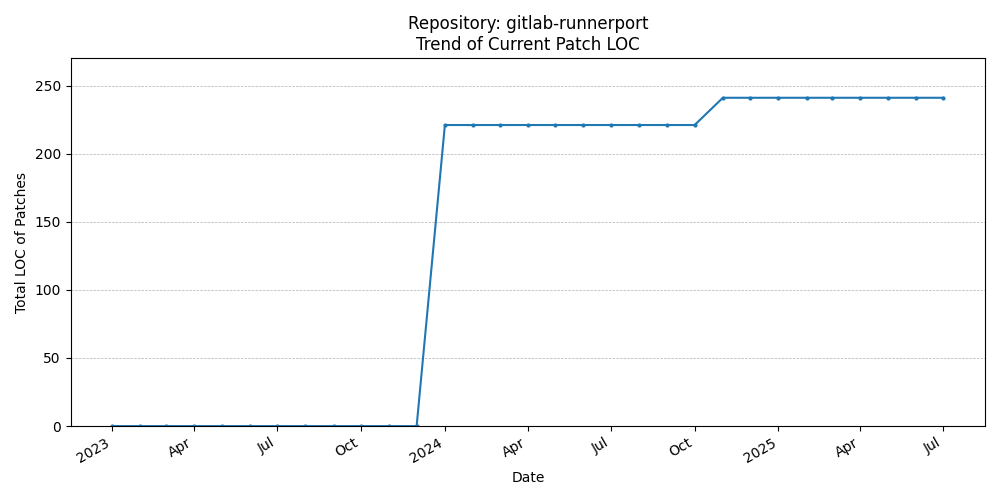 Repository: gitlab-runnerport
Trend of Current Patch LOC
Total LOC of Patches
250
200
150
100
50
0
2023
Apr
Jul
Oct
2024
Apr
Jul
Oct
2025
Apr
Jul
Date